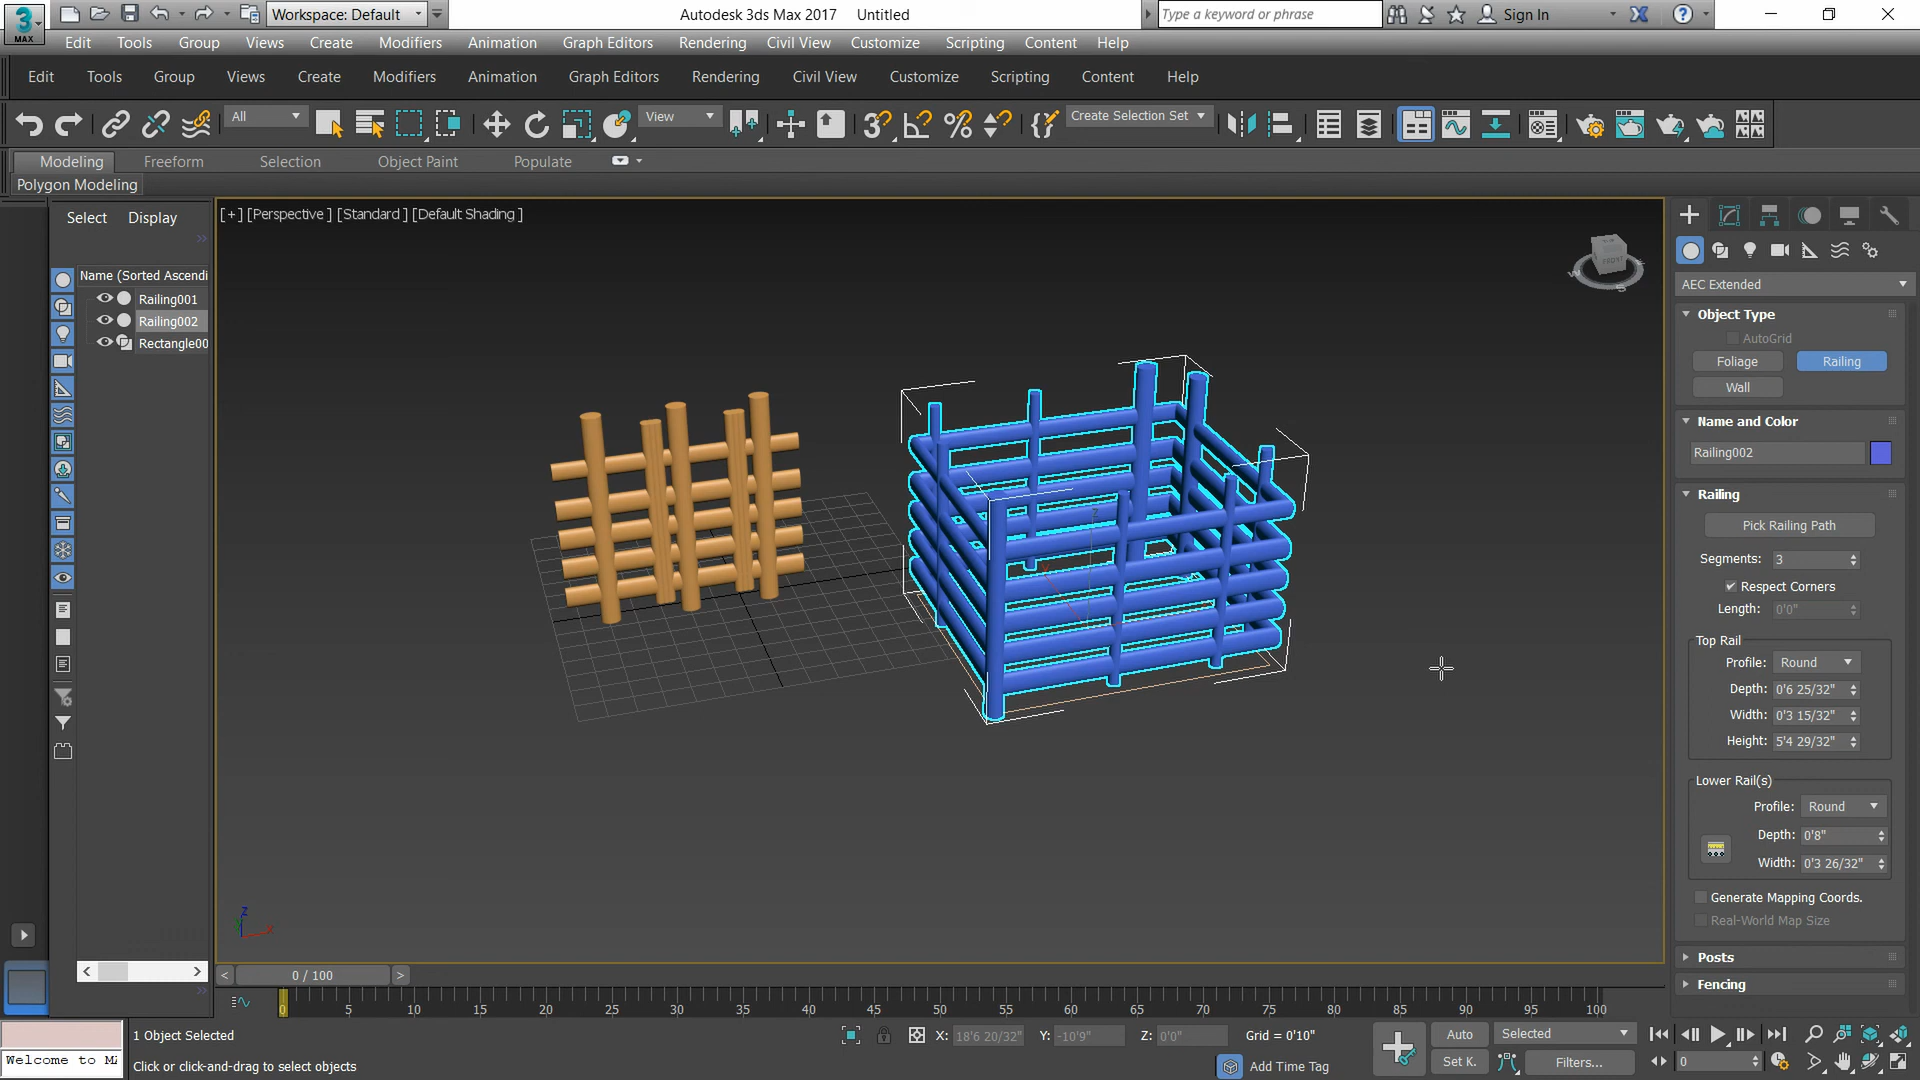 3
MAX
Workspace: Default
Autodesk 3ds Max 2017
Untitled
Type a keyword or phrase
Sign In
Edit
Tools
Group
Views
Create
Modifiers
Animation
Graph Editors
Rendering
Civil View
Customize
Scripting
Content
Help
Edit
Tools
Group
Views
Create
Modifiers
Animation
Graph Editors
Rendering
Civil View
Customize
Scripting
Content
Help
All
View
Create Selection Set
Modeling
Freeform
Selection
Object Paint
Populate
Polygon Modeling
Select
Display
Name (Sorted Ascendi
Railing001
Railing002
Rectangle00
[+] [Perspective ] [Standard ] [Default Shading ]
FRONT
AEC Extended
Object Type
AutoGrid
Foliage
Railing
Wall
Name and Color
Railing002
Railing
Pick Railing Path
Segments: 3
Respect Corners
Length: 0'0"
Top Rail
Profile: Round
Depth: 0'6 25/32"
Width: 0'3 15/32"
Height: 5'4 29/32"
Lower Rail(s)
Profile: Round
Depth: 0'8"
Width: 0'3 26/32"
Generate Mapping Coords.
Real-World Map Size
Posts
Fencing
0 / 100
0 5 10 15 20 25 30 35 40 45 50 55 60 65 70 75 80 85 90 95 100
1 Object Selected
X: 18'6 20/32"
Y: -10'9"
Z: 0'0"
Grid = 0'10"
Auto
Selected
Welcome to MA
Click or click-and-drag to select objects
Add Time Tag
Set K.
Filters...
0